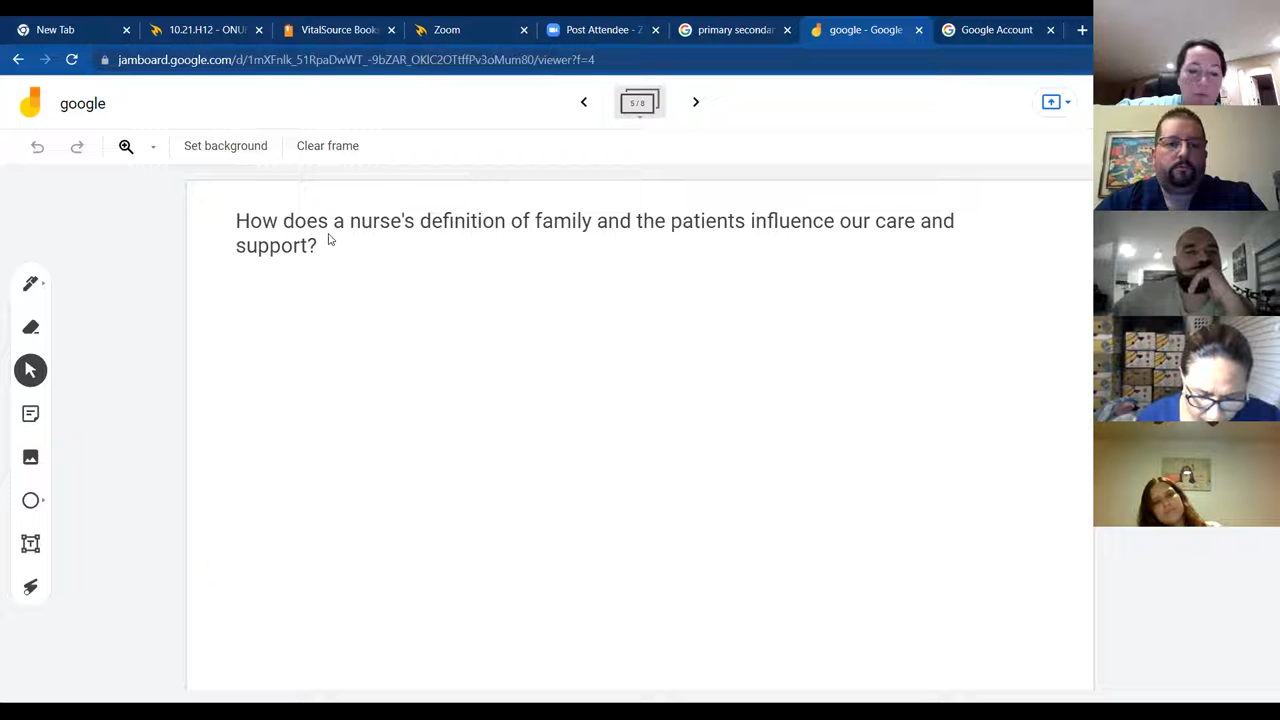 New Tab
10.21.H12 - ONU
VitalSource Books
Zoom
Post Attendee - Z
primary secondar
google - Google
Google Account
jamboard.google.com/d/1mXFnlk_51RpaDwWT_-9bZAR_OKlC2OTtffPv3oMum80/viewer?f=4
google
5 / 8
Set background
Clear frame
How does a nurse's definition of family and the patients influence our care and
support?